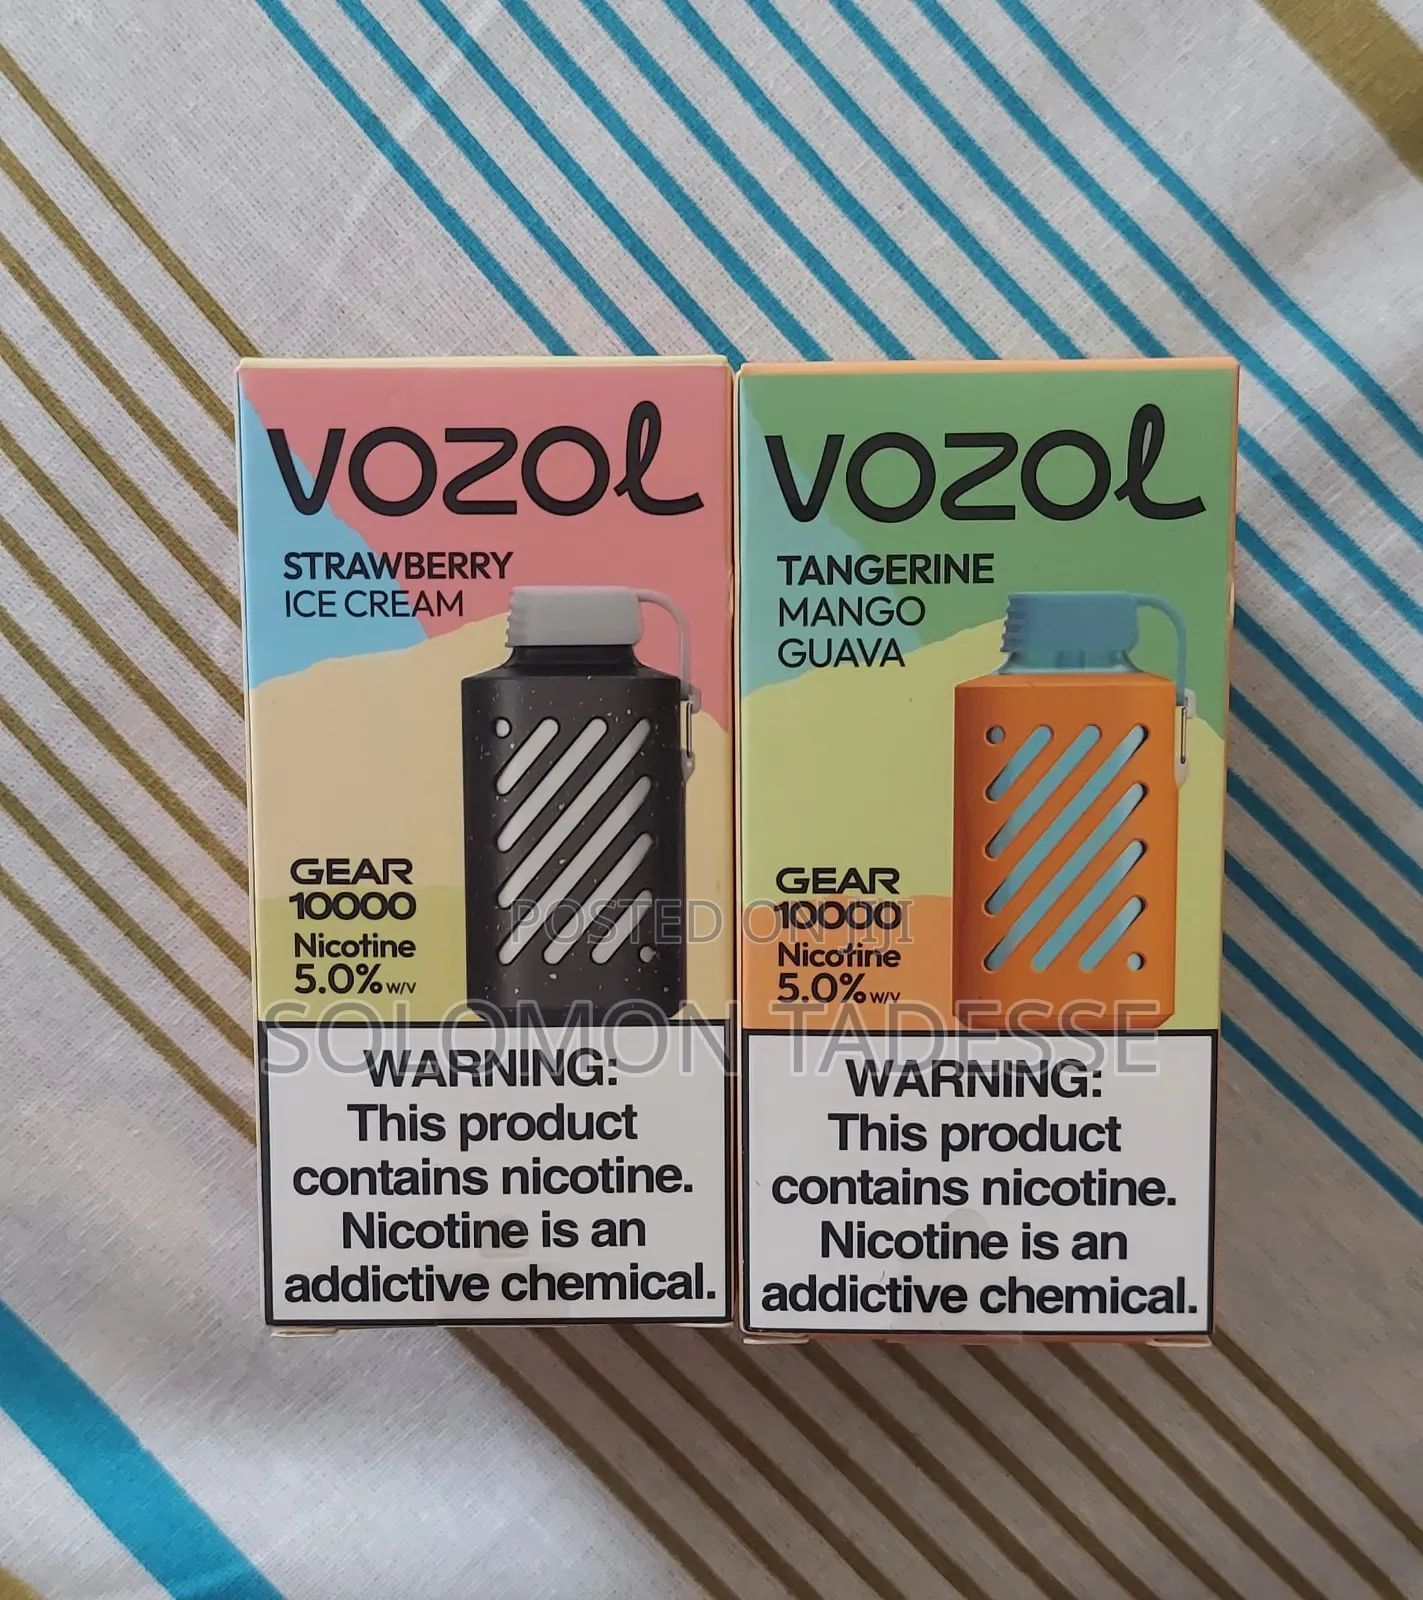 VOZOL
STRAWBERRY
ICE CREAM
GEAR
10000
Nicotine
5.0% w/v
WARNING:
This product
contains nicotine.
Nicotine is an
addictive chemical.
VOZOL
TANGERINE
MANGO
GUAVA
GEAR
10000
Nicotine
5.0% w/v
WARNING:
This product
contains nicotine.
Nicotine is an
addictive chemical.
POSTED ON JIJI
SOLOMON TADESSE